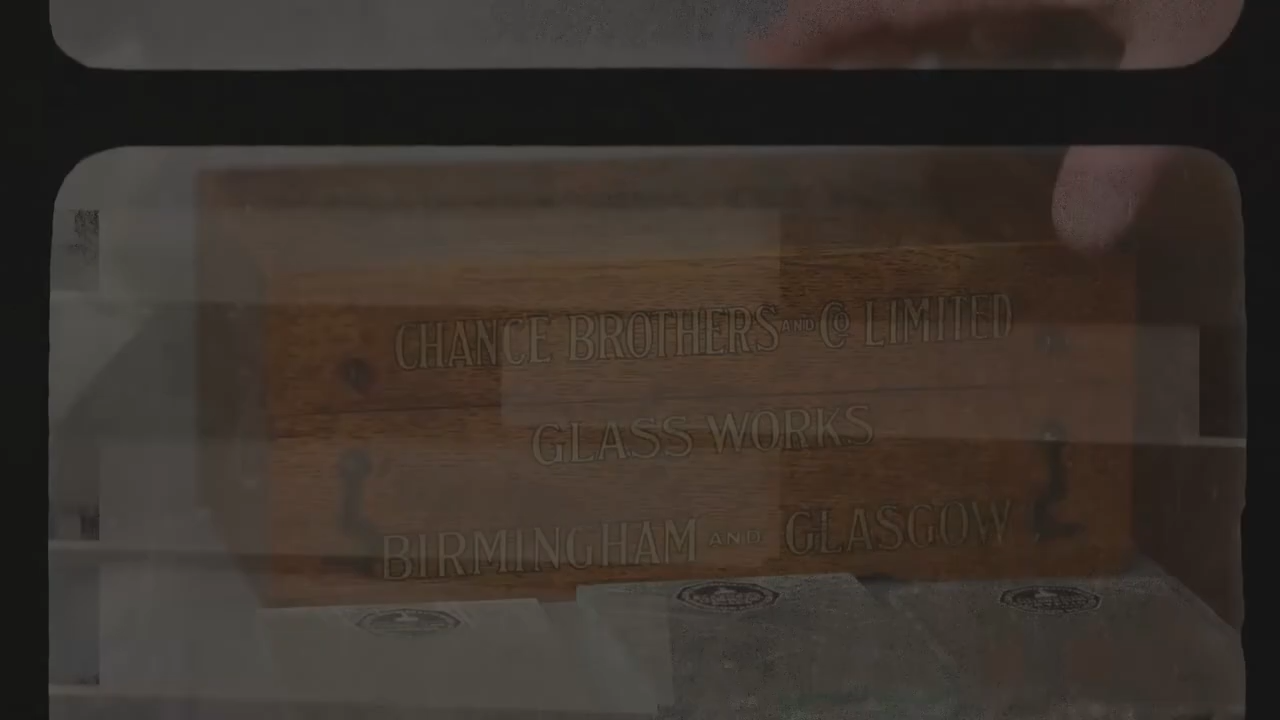 CHANCE BROTHERS AND CO LIMITED
GLASS WORKS
BIRMINGHAM AND GLASGOW